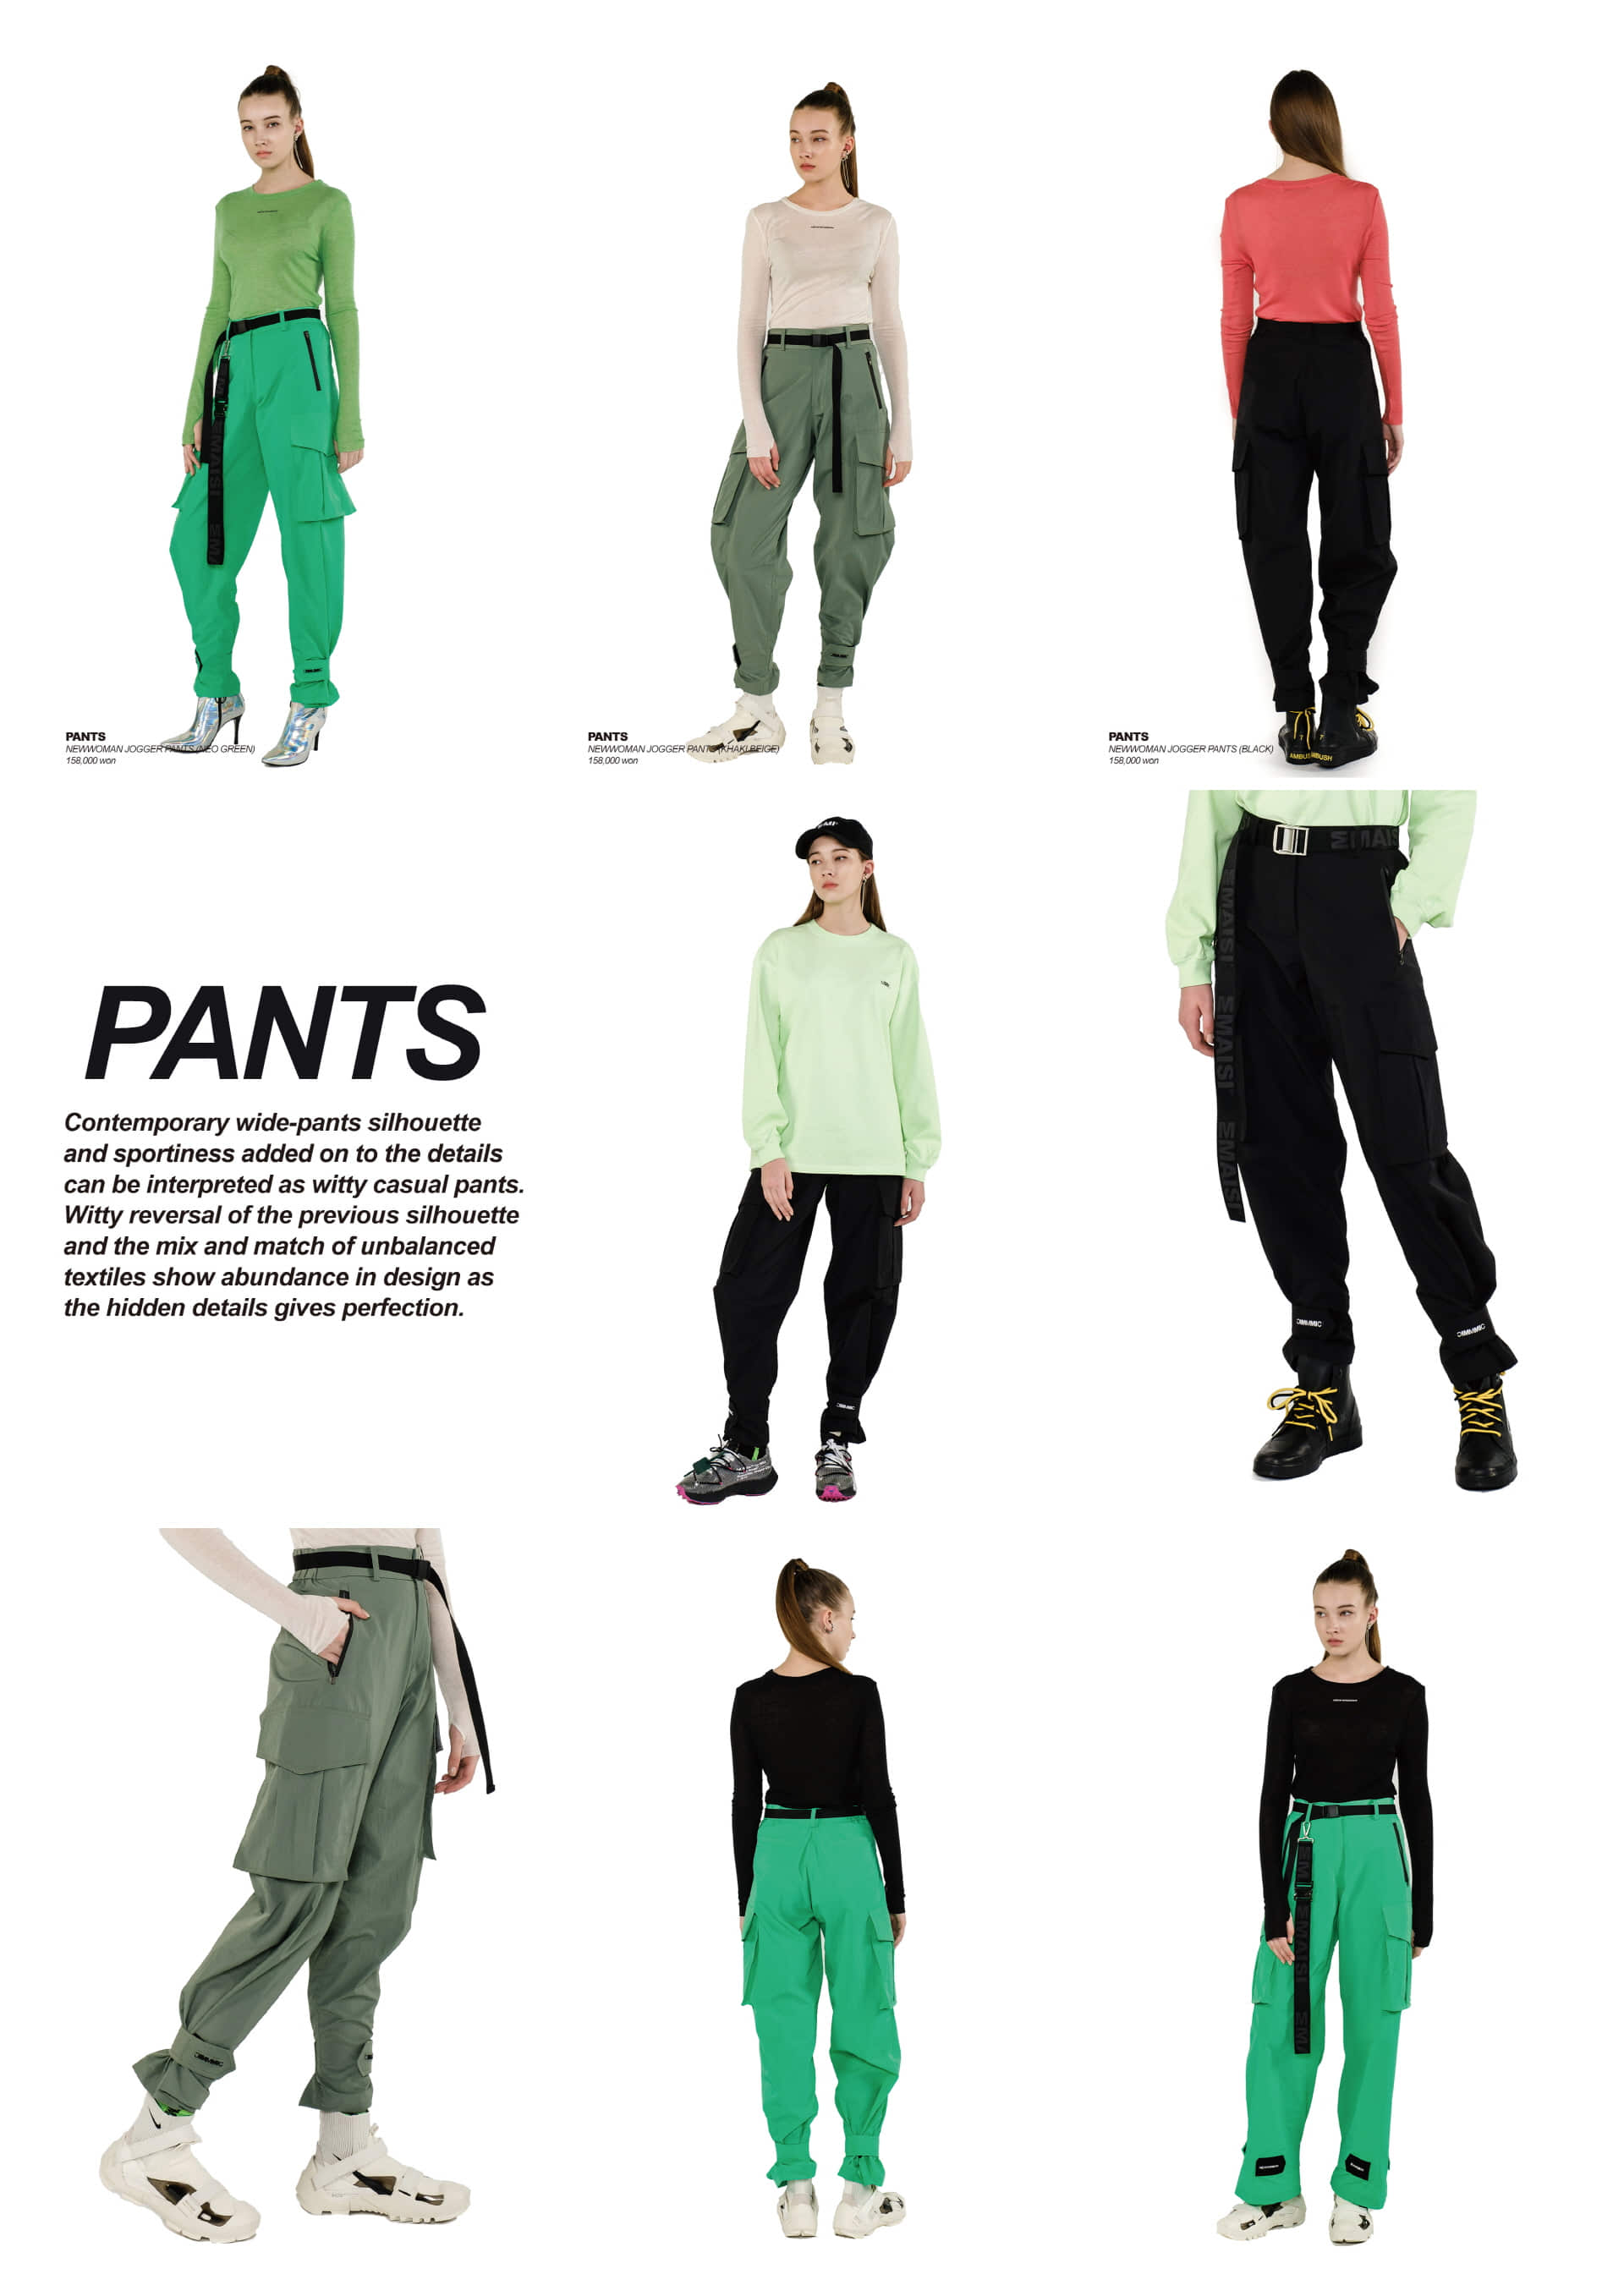 PANTS
NEWWOMAN JOGGER PANTS (NEO GREEN)
158,000 won
PANTS
NEWWOMAN JOGGER PANTS (KHAKI BEIGE)
158,000 won
PANTS
NEWWOMAN JOGGER PANTS (BLACK)
158,000 won
PANTS
Contemporary wide-pants silhouette
and sportiness added on to the details
can be interpreted as witty casual pants.
Witty reversal of the previous silhouette
and the mix and match of unbalanced
textiles show abundance in design as
the hidden details gives perfection.
AMBUSH